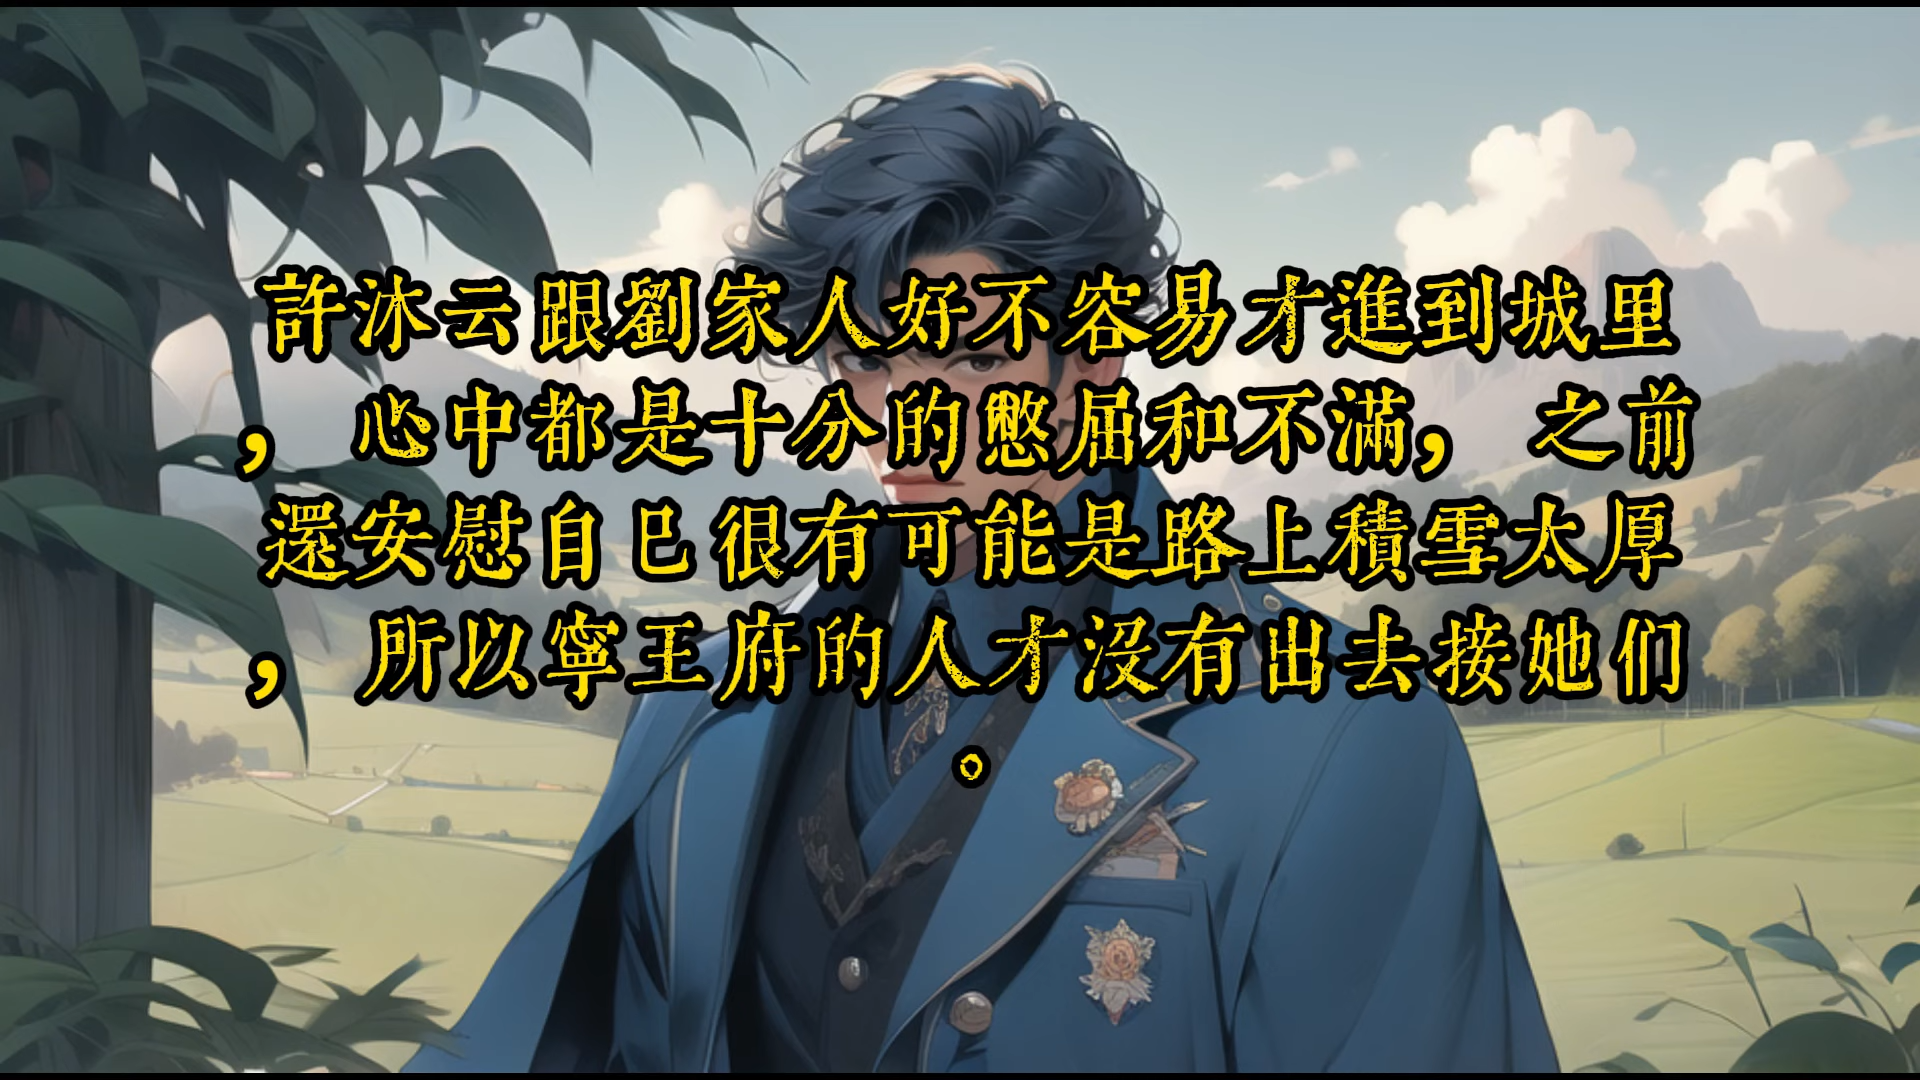 許沐云跟劉家人好不容易才進到城里
，心中都是十分的憋屈和不滿，之前
還安慰自己很有可能是路上積雪太厚
，所以寧王府的人才沒有出去接她们
。